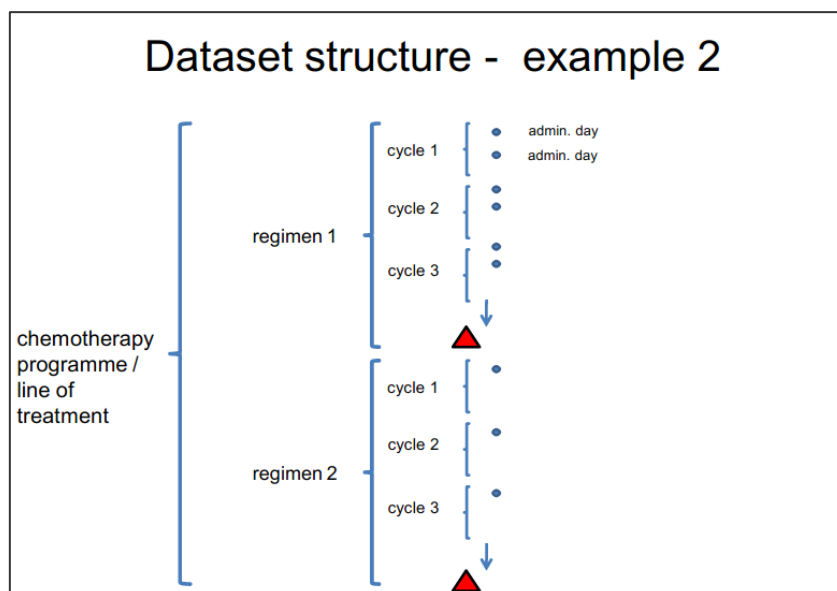 Dataset structure -  example 2
cycle 1
admin. day
admin. day
cycle 2
regimen 1
cycle 3
chemotherapy
programme /
line of
treatment
cycle 1
cycle 2
regimen 2
cycle 3